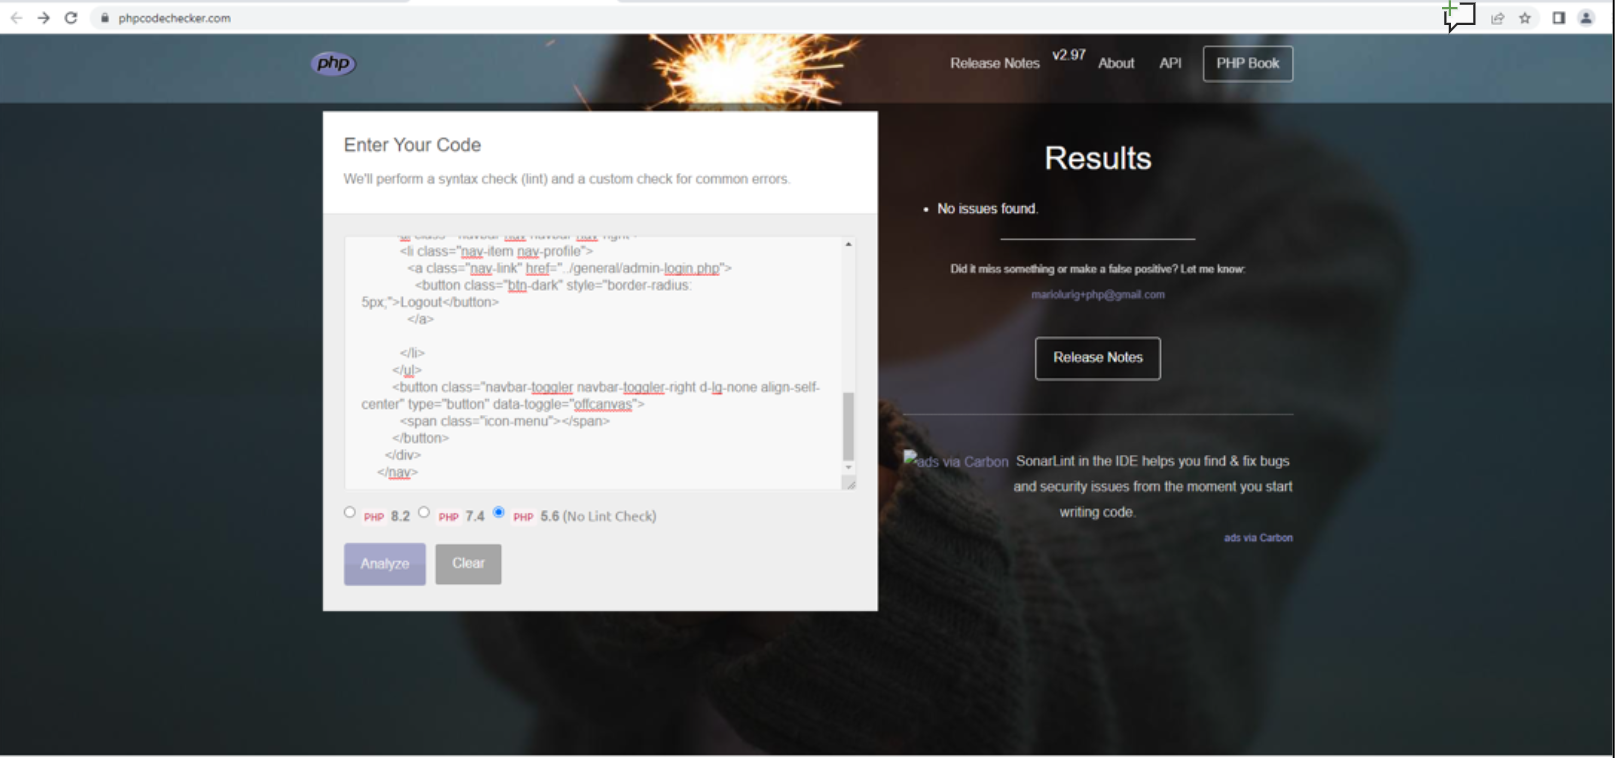 phpcodechecker.com
php
Release Notes v2.97 About API PHP Book
Enter Your Code
We'll perform a syntax check (lint) and a custom check for common errors.
<li class="nav-item nav-profile">
<a class="nav-link" href="../general/admin-login.php">
<button class="btn-dark" style="border-radius:
5px;">Logout</button>
</a>
</li>
</ul>
<button class="navbar-toggler navbar-toggler-right d-lg-none align-self-
center" type="button" data-toggle="offcanvas">
<span class="icon-menu"></span>
</button>
</div>
</nav>
PHP 8.2 PHP 7.4 PHP 5.6 (No Lint Check)
Analyze Clear
Results
• No issues found.
Did it miss something or make a false positive? Let me know:
mariolurig+php@gmail.com
Release Notes
ads via Carbon SonarLint in the IDE helps you find & fix bugs
and security issues from the moment you start
writing code.
ads via Carbon